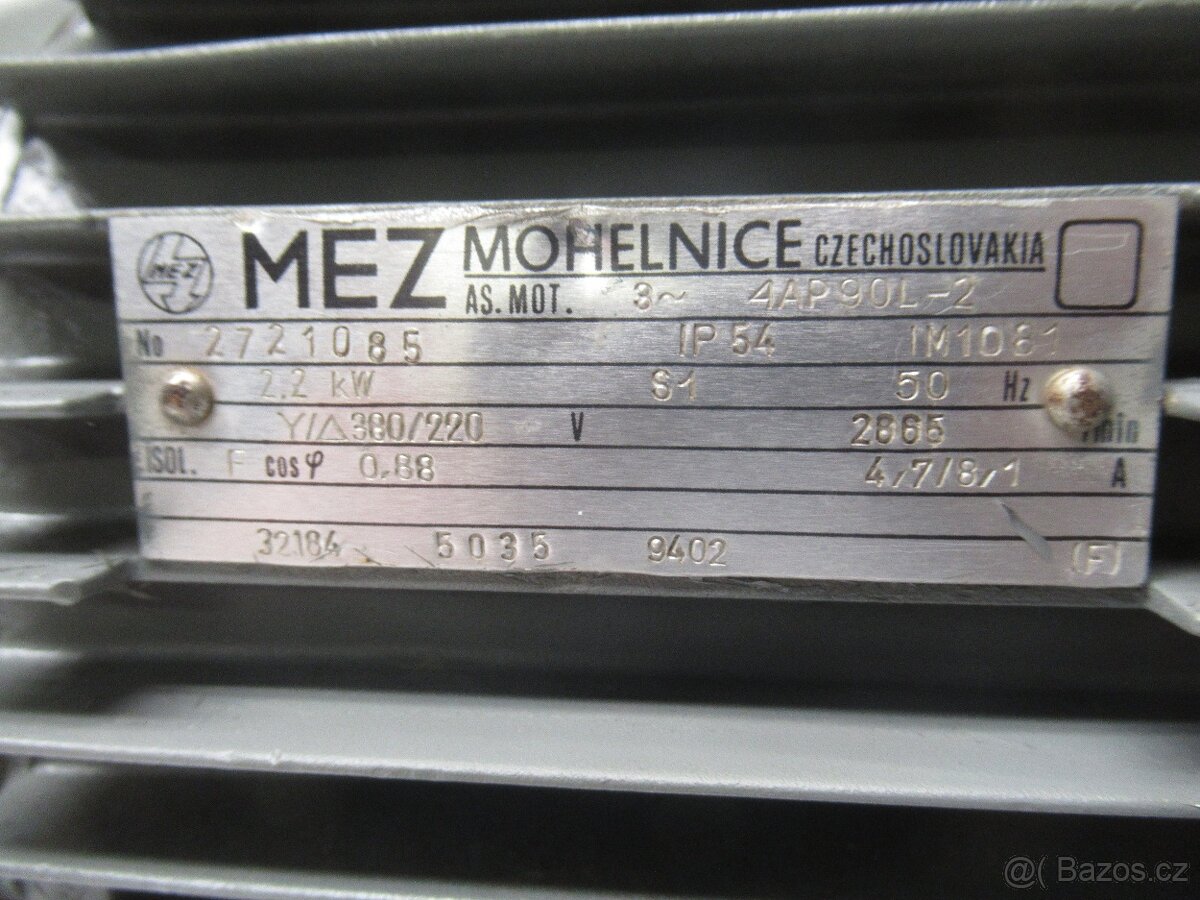 MEZ MEZ MOHELNICE CZECHOSLOVAKIA
AS. MOT. 3~ 4AP90L-2
No 2721085 IP 54 IM1081
2,2 kW S1 50 Hz
Y/△380/220 V 2865 /min
ISOL. F cos φ 0,88 4,7/8,1 A
32184 5035 9402 (F)
@( Bazos.cz